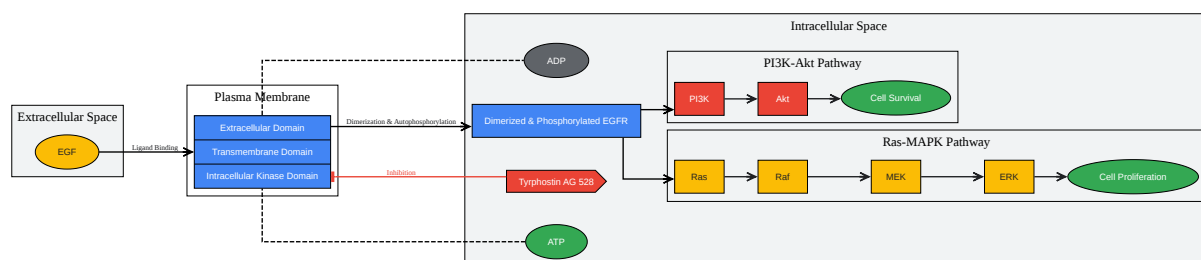 Intracellular Space
ADP
PI3K-Akt Pathway
PI3K
Akt
Cell Survival
Plasma Membrane
Extracellular Domain
Transmembrane Domain
Intracellular Kinase Domain
Extracellular Space
EGF
Ligand Binding
Dimerization & Autophosphorylation
Dimerized & Phosphorylated EGFR
Inhibition
Tyrphostin AG 528
Ras-MAPK Pathway
Ras
Raf
MEK
ERK
Cell Proliferation
ATP